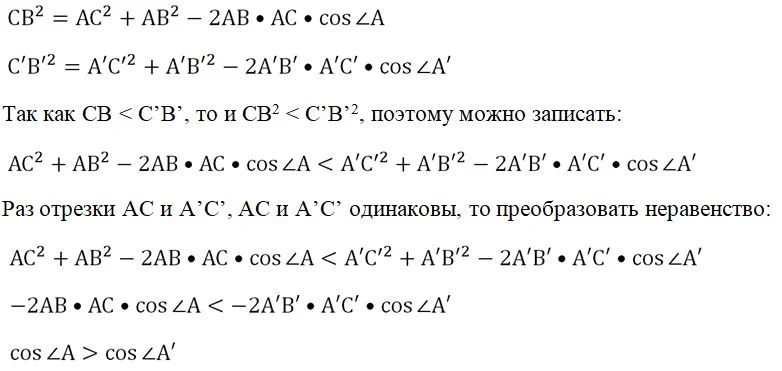 CB² = AC² + AB² − 2AB • AC • cos∠A
C′B′² = A′C′² + A′B′² − 2A′B′ • A′C′ • cos∠A′
Так как CB < C’B’, то и CB² < C’B’², поэтому можно записать:
AC² + AB² − 2AB • AC • cos∠A < A′C′² + A′B′² − 2A′B′ • A′C′ • cos∠A′
Раз отрезки AC и A’C’, AC и A’C’ одинаковы, то преобразовать неравенство:
AC² + AB² − 2AB • AC • cos∠A < A′C′² + A′B′² − 2A′B′ • A′C′ • cos∠A′
−2AB • AC • cos∠A < −2A′B′ • A′C′ • cos∠A′
cos∠A > cos∠A′